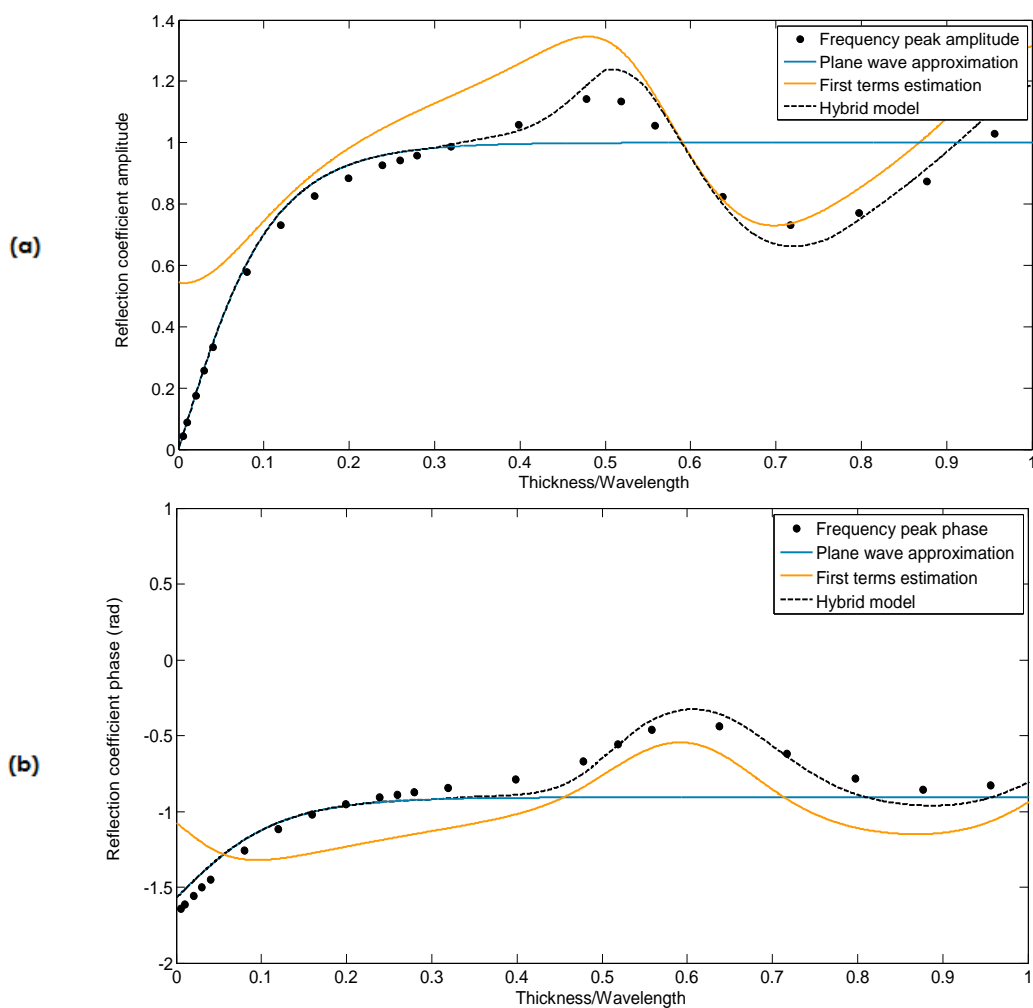 (a)
Reflection coefficient amplitude
1.4
1.2
1
0.8
0.6
0.4
0.2
0
0 0.1 0.2 0.3 0.4 0.5 0.6 0.7 0.8 0.9 1
Thickness/Wavelength
Frequency peak amplitude
Plane wave approximation
First terms estimation
Hybrid model
(b)
Reflection coefficient phase (rad)
1
0.5
0
-0.5
-1
-1.5
-2
0 0.1 0.2 0.3 0.4 0.5 0.6 0.7 0.8 0.9 1
Thickness/Wavelength
Frequency peak phase
Plane wave approximation
First terms estimation
Hybrid model